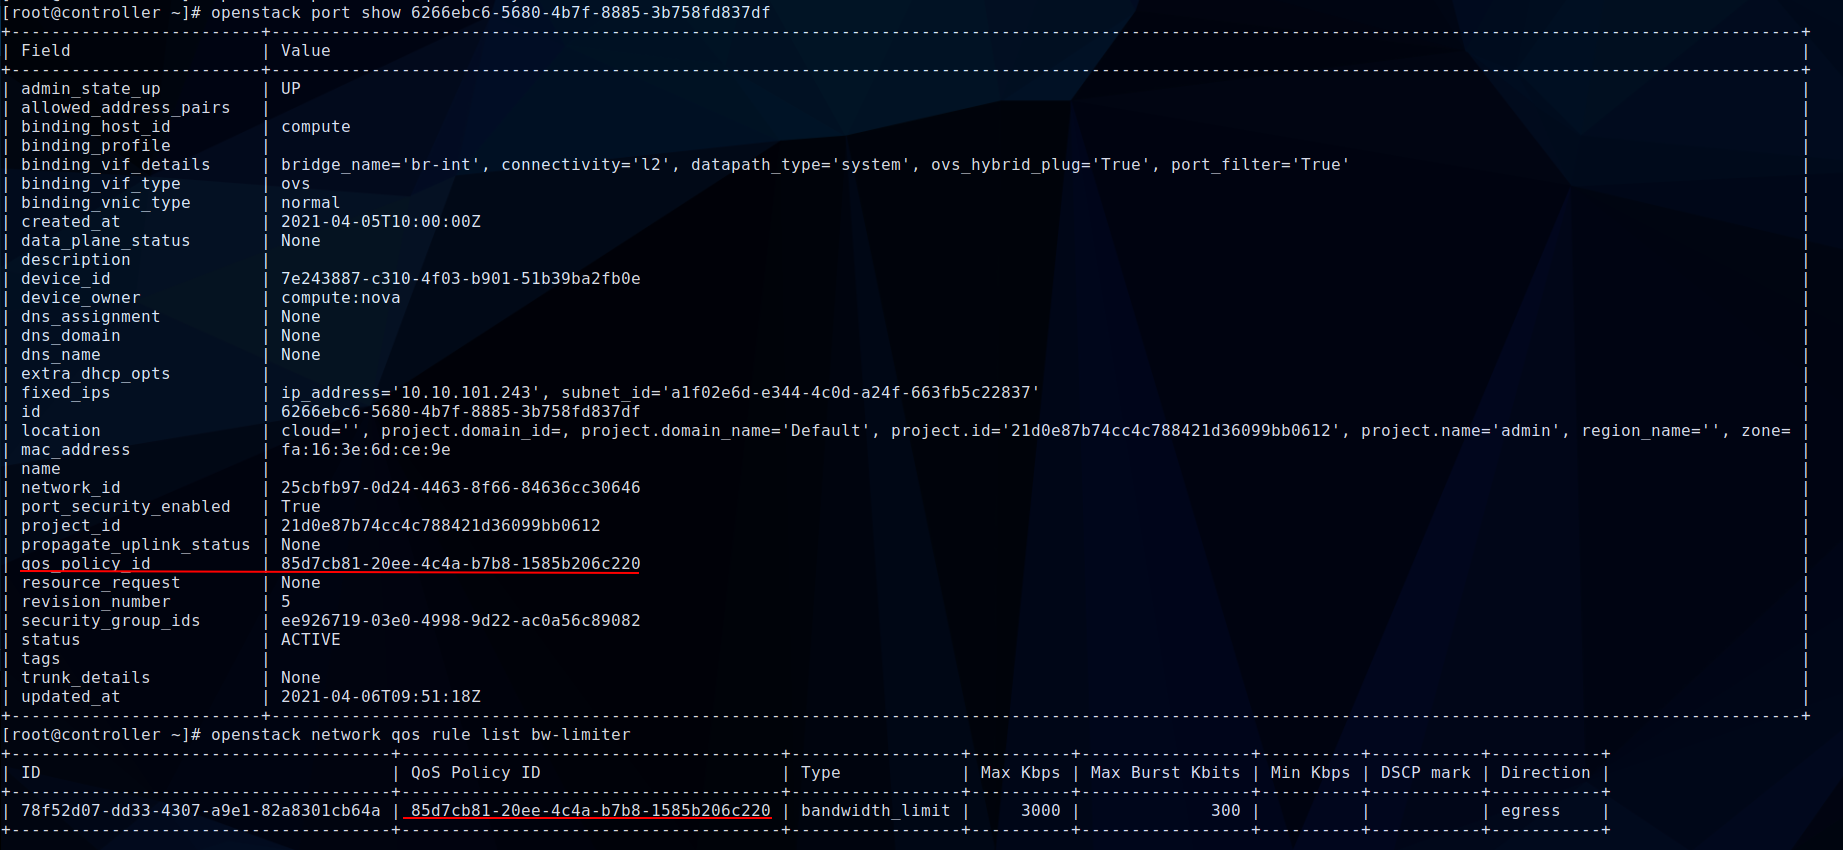 [root@controller ~]# openstack port show 6266ebc6-5680-4b7f-8885-3b758fd837df
+-------------------------+---------------------------------------------------------------------------------------------------------------------------------------------------------+
| Field                   | Value                                                                                                                                                   |
+-------------------------+---------------------------------------------------------------------------------------------------------------------------------------------------------+
| admin_state_up          | UP                                                                                                                                                      |
| allowed_address_pairs   |                                                                                                                                                         |
| binding_host_id         | compute                                                                                                                                                 |
| binding_profile         |                                                                                                                                                         |
| binding_vif_details     | bridge_name='br-int', connectivity='l2', datapath_type='system', ovs_hybrid_plug='True', port_filter='True'                                             |
| binding_vif_type        | ovs                                                                                                                                                     |
| binding_vnic_type       | normal                                                                                                                                                  |
| created_at              | 2021-04-05T10:00:00Z                                                                                                                                    |
| data_plane_status       | None                                                                                                                                                    |
| description             |                                                                                                                                                         |
| device_id               | 7e243887-c310-4f03-b901-51b39ba2fb0e                                                                                                                    |
| device_owner            | compute:nova                                                                                                                                            |
| dns_assignment          | None                                                                                                                                                    |
| dns_domain              | None                                                                                                                                                    |
| dns_name                | None                                                                                                                                                    |
| extra_dhcp_opts         |                                                                                                                                                         |
| fixed_ips               | ip_address='10.10.101.243', subnet_id='a1f02e6d-e344-4c0d-a24f-663fb5c22837'                                                                            |
| id                      | 6266ebc6-5680-4b7f-8885-3b758fd837df                                                                                                                    |
| location                | cloud='', project.domain_id=, project.domain_name='Default', project.id='21d0e87b74cc4c788421d36099bb0612', project.name='admin', region_name='', zone= |
| mac_address             | fa:16:3e:6d:ce:9e                                                                                                                                       |
| name                    |                                                                                                                                                         |
| network_id              | 25cbfb97-0d24-4463-8f66-84636cc30646                                                                                                                    |
| port_security_enabled   | True                                                                                                                                                    |
| project_id              | 21d0e87b74cc4c788421d36099bb0612                                                                                                                        |
| propagate_uplink_status | None                                                                                                                                                    |
| qos_policy_id           | 85d7cb81-20ee-4c4a-b7b8-1585b206c220                                                                                                                    |
| resource_request        | None                                                                                                                                                    |
| revision_number         | 5                                                                                                                                                       |
| security_group_ids      | ee926719-03e0-4998-9d22-ac0a56c89082                                                                                                                    |
| status                  | ACTIVE                                                                                                                                                  |
| tags                    |                                                                                                                                                         |
| trunk_details           | None                                                                                                                                                    |
| updated_at              | 2021-04-06T09:51:18Z                                                                                                                                    |
+-------------------------+---------------------------------------------------------------------------------------------------------------------------------------------------------+
[root@controller ~]# openstack network qos rule list bw-limiter
+--------------------------------------+--------------------------------------+-----------------+----------+-----------------+----------+-----------+-----------+
| ID                                   | QoS Policy ID                        | Type            | Max Kbps | Max Burst Kbits | Min Kbps | DSCP mark | Direction |
+--------------------------------------+--------------------------------------+-----------------+----------+-----------------+----------+-----------+-----------+
| 78f52d07-dd33-4307-a9e1-82a8301cb64a | 85d7cb81-20ee-4c4a-b7b8-1585b206c220 | bandwidth_limit |     3000 |             300 |          |           | egress    |
+--------------------------------------+--------------------------------------+-----------------+----------+-----------------+----------+-----------+-----------+